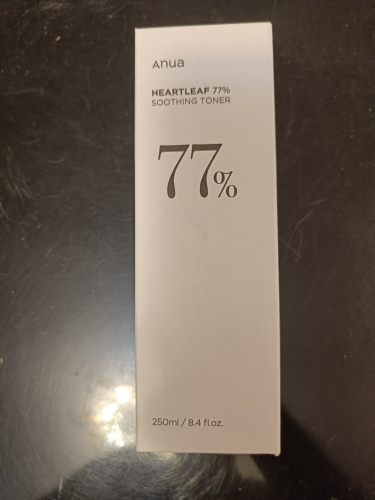 Anua
HEARTLEAF 77%
SOOTHING TONER
77%
250ml / 8.4 fl.oz.